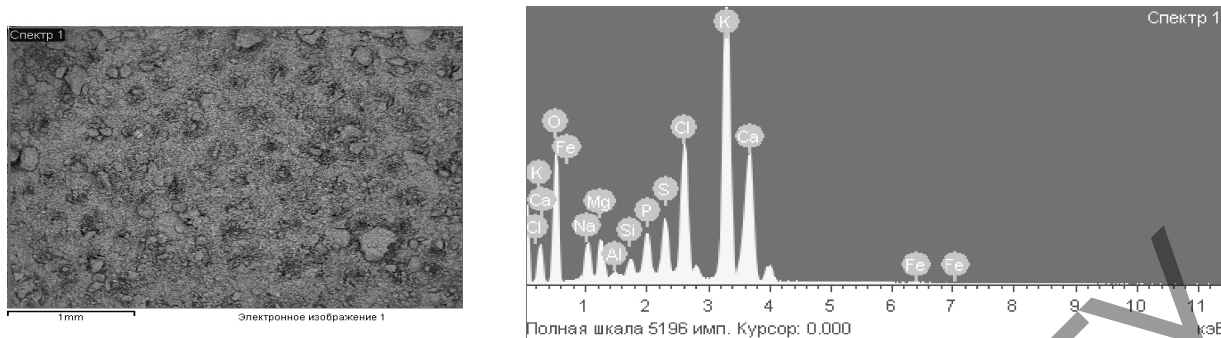 Спектр 1
1mm
Электронное изображение 1
Спектр 1
K
O
Fe
Cl
Ca
K
Ca
Cl
Na
Mg
Al
Si
P
S
Fe
Fe
1 2 3 4 5 6 7 8 9 10 11
Полная шкала 5196 имп. Курсор: 0.000
кэВ